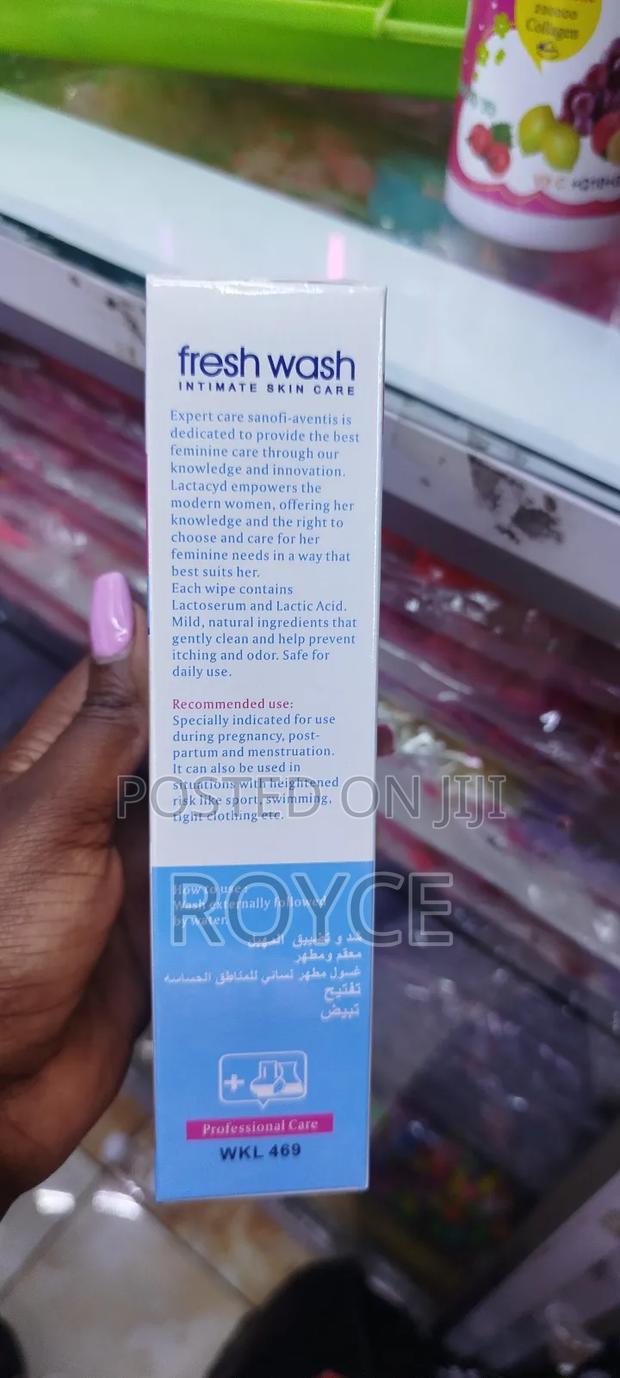 Collagen
fresh wash
INTIMATE SKIN CARE
Expert care sanofi-aventis is
dedicated to provide the best
feminine care through our
knowledge and innovation.
Lactacyd empowers the
modern women, offering her
knowledge and the right to
choose and care for her
feminine needs in a way that
best suits her.
Each wipe contains
Lactoserum and Lactic Acid.
Mild, natural ingredients that
gently clean and help prevent
itching and odor. Safe for
daily use.
Recommended use:
Specially indicated for use
during pregnancy, post-
partum and menstruation.
It can also be used in
situations with heightened
risk like sport, swimming,
tight clothing etc.
POSTED ON JIJI
How to use:
Wash externally followed
by water.
ROYCE
شد و تضييق المهبل
معقم ومطهر
غسول مطهر نسائي للمناطق الحساسه
تفتيح
تبيض
Professional Care
WKL 469